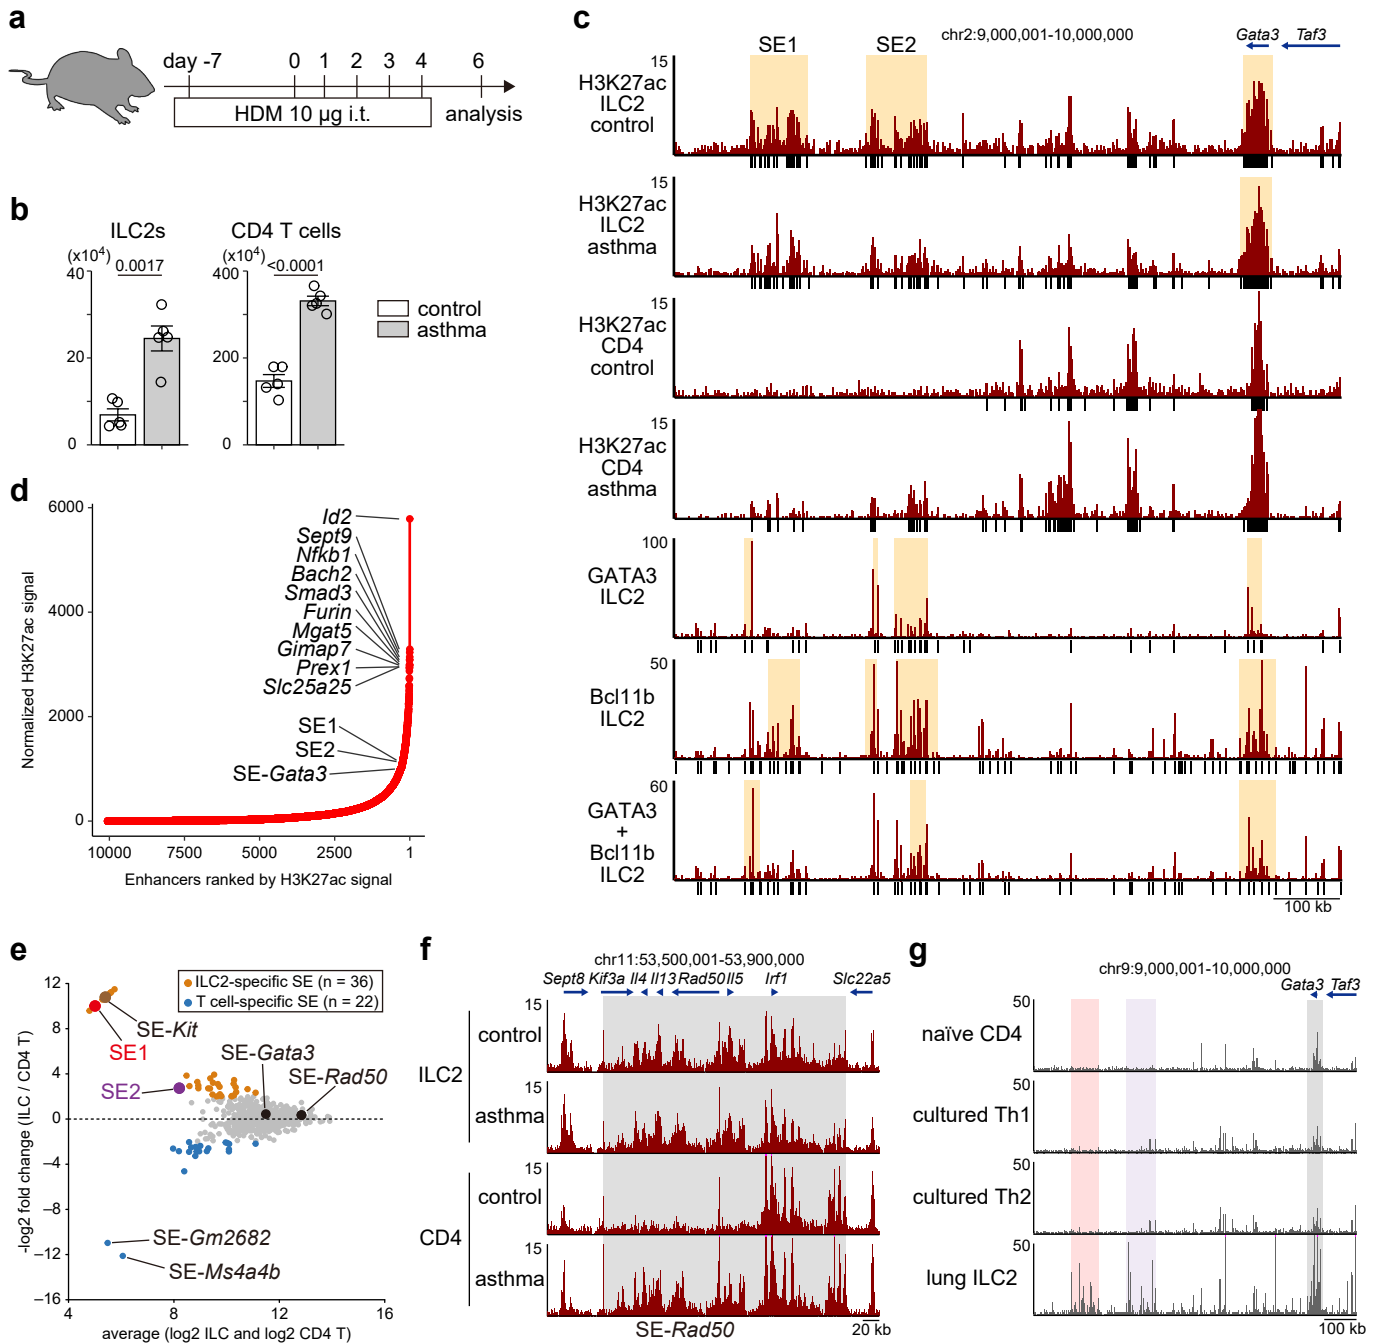 a
day -7 0 1 2 3 4 6
HDM 10 µg i.t.
analysis
b
ILC2s
(x10⁴)
0.0017
40
20
0
CD4 T cells
(x10⁴)
<0.0001
400
200
0
control
asthma
c
SE1
SE2
chr2:9,000,001-10,000,000
Gata3
Taf3
15
H3K27ac
ILC2
control
15
H3K27ac
ILC2
asthma
15
H3K27ac
CD4
control
15
H3K27ac
CD4
asthma
100
GATA3
ILC2
50
Bcl11b
ILC2
60
GATA3
+
Bcl11b
ILC2
100 kb
d
Normalized H3K27ac signal
6000
4000
2000
0
Id2
Sept9
Nfkb1
Bach2
Smad3
Furin
Mgat5
Gimap7
Prex1
Slc25a25
SE1
SE2
SE-Gata3
10000 7500 5000 2500 1
Enhancers ranked by H3K27ac signal
e
-log2 fold change (ILC / CD4 T)
12
8
4
0
−4
−8
−12
−16
ILC2-specific SE (n = 36)
T cell-specific SE (n = 22)
SE-Kit
SE1
SE-Gata3
SE2
SE-Rad50
SE-Gm2682
SE-Ms4a4b
4 8 12 16
average (log2 ILC and log2 CD4 T)
f
chr11:53,500,001-53,900,000
Sept8 Kif3a Il4 Il13 Rad50 Il5 Irf1 Slc22a5
ILC2
15
control
15
asthma
CD4
15
control
15
asthma
SE-Rad50
20 kb
g
chr9:9,000,001-10,000,000
Gata3
Taf3
50
naïve CD4
50
cultured Th1
50
cultured Th2
50
lung ILC2
100 kb